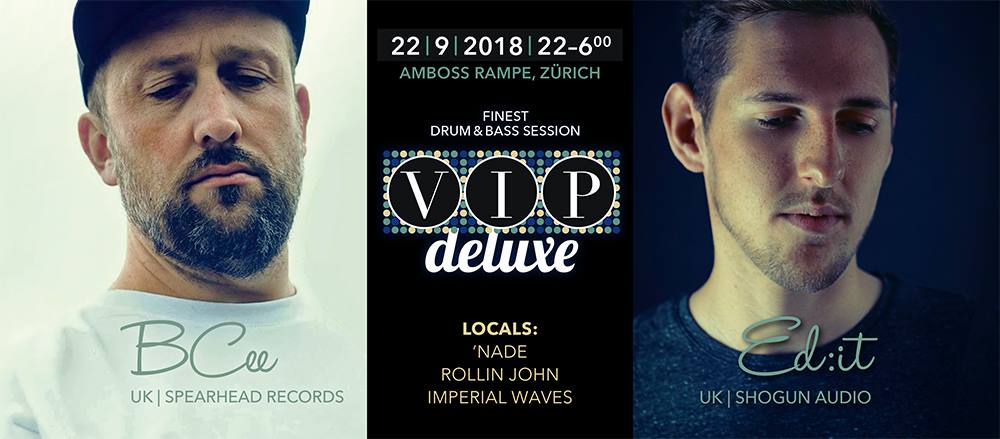 BCee
UK | SPEARHEAD RECORDS
22|9|2018|22–6⁰⁰
AMBOSS RAMPE, ZÜRICH
FINEST
DRUM & BASS SESSION
VIP
deluxe
LOCALS:
’NADE
ROLLIN JOHN
IMPERIAL WAVES
Ed:it
UK | SHOGUN AUDIO